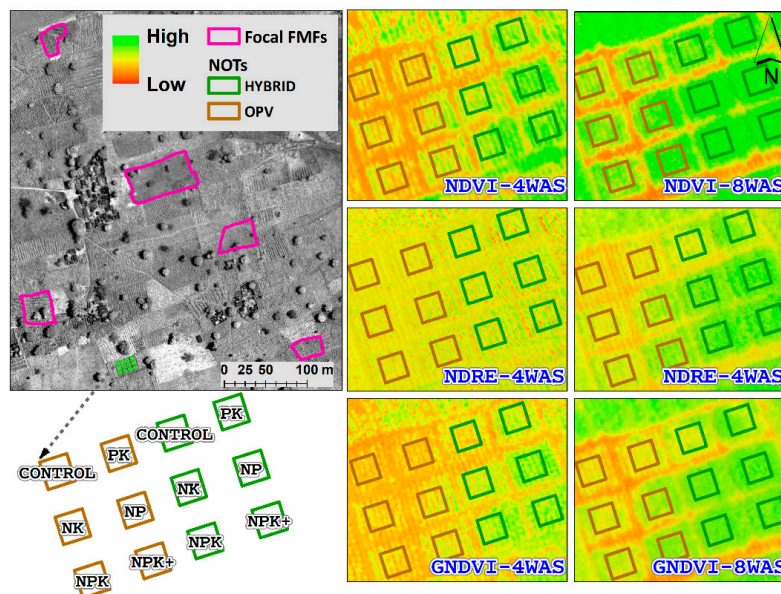 High
Low
Focal FMFs
NOTs
HYBRID
OPV
0 25 50 100 m
CONTROL
PK
CONTROL
PK
NK
NP
NK
NP
NPK
NPK+
NPK
NPK+
NDVI-4WAS
NDVI-8WAS
N
NDRE-4WAS
NDRE-4WAS
GNDVI-4WAS
GNDVI-8WAS